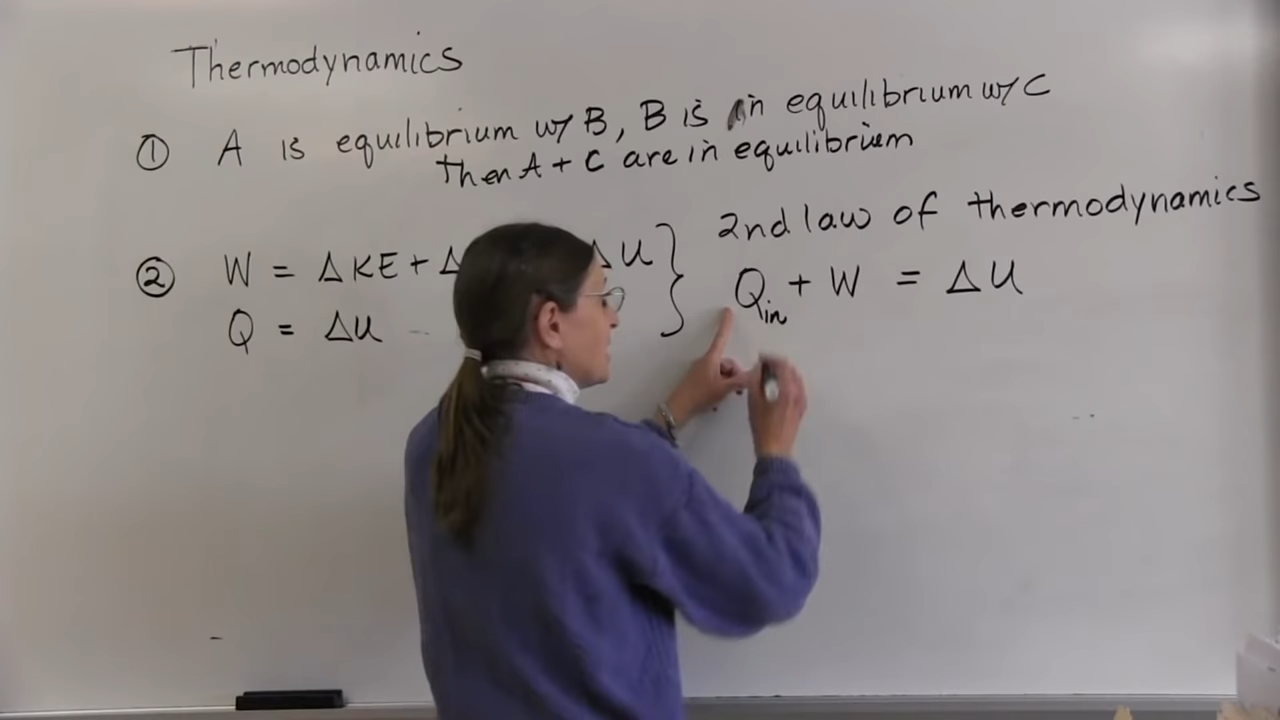 Thermodynamics
① A is equilibrium w/ B, B is in equilibrium w/ C
then A + C are in equilibrium
② W = ΔKE + Δ ΔU } 2nd law of thermodynamics
Q = ΔU
Qin + W = ΔU